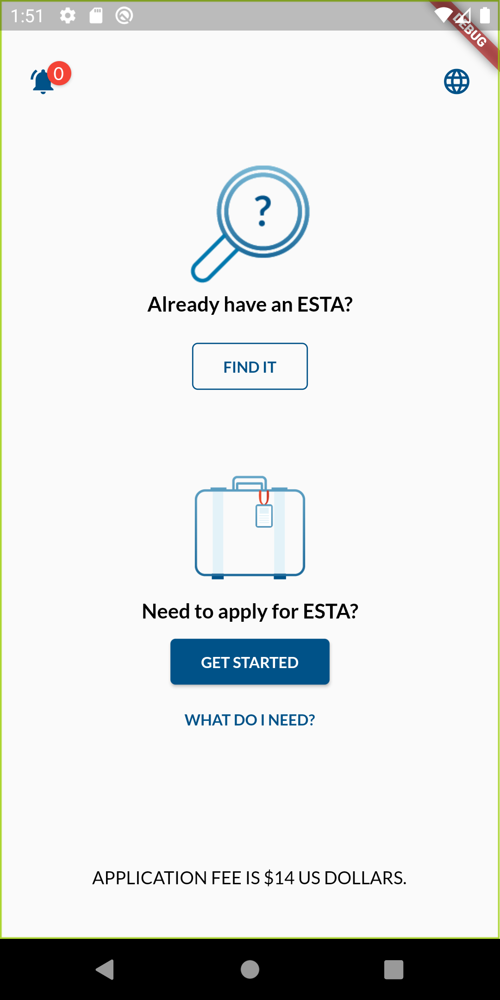 1:51
DEBUG
0
?
Already have an ESTA?
FIND IT
Need to apply for ESTA?
GET STARTED
WHAT DO I NEED?
APPLICATION FEE IS $14 US DOLLARS.